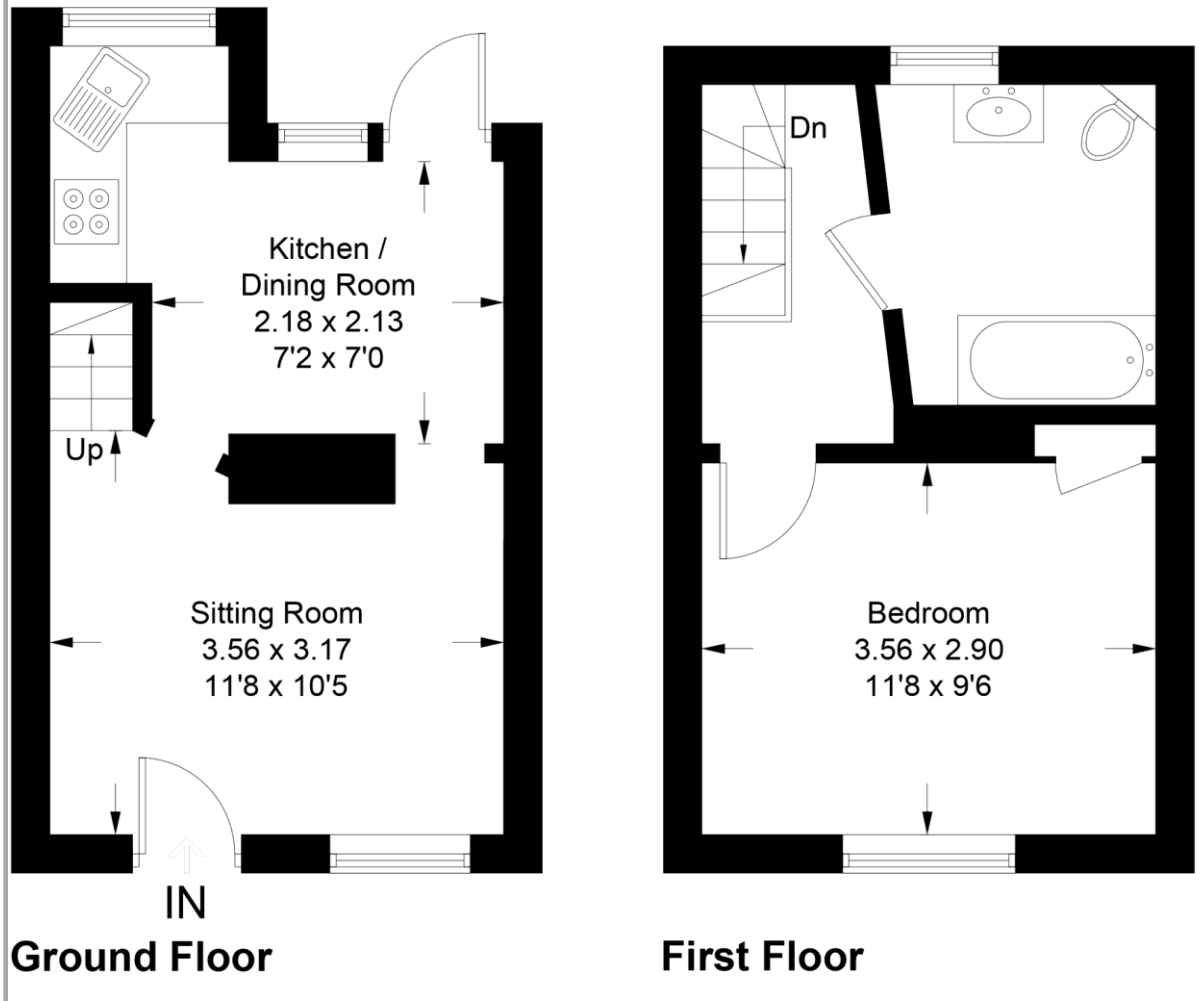 Kitchen /
Dining Room
2.18 x 2.13
7'2 x 7'0
Up
Sitting Room
3.56 x 3.17
11'8 x 10'5
IN
Ground Floor
Dn
Bedroom
3.56 x 2.90
11'8 x 9'6
First Floor